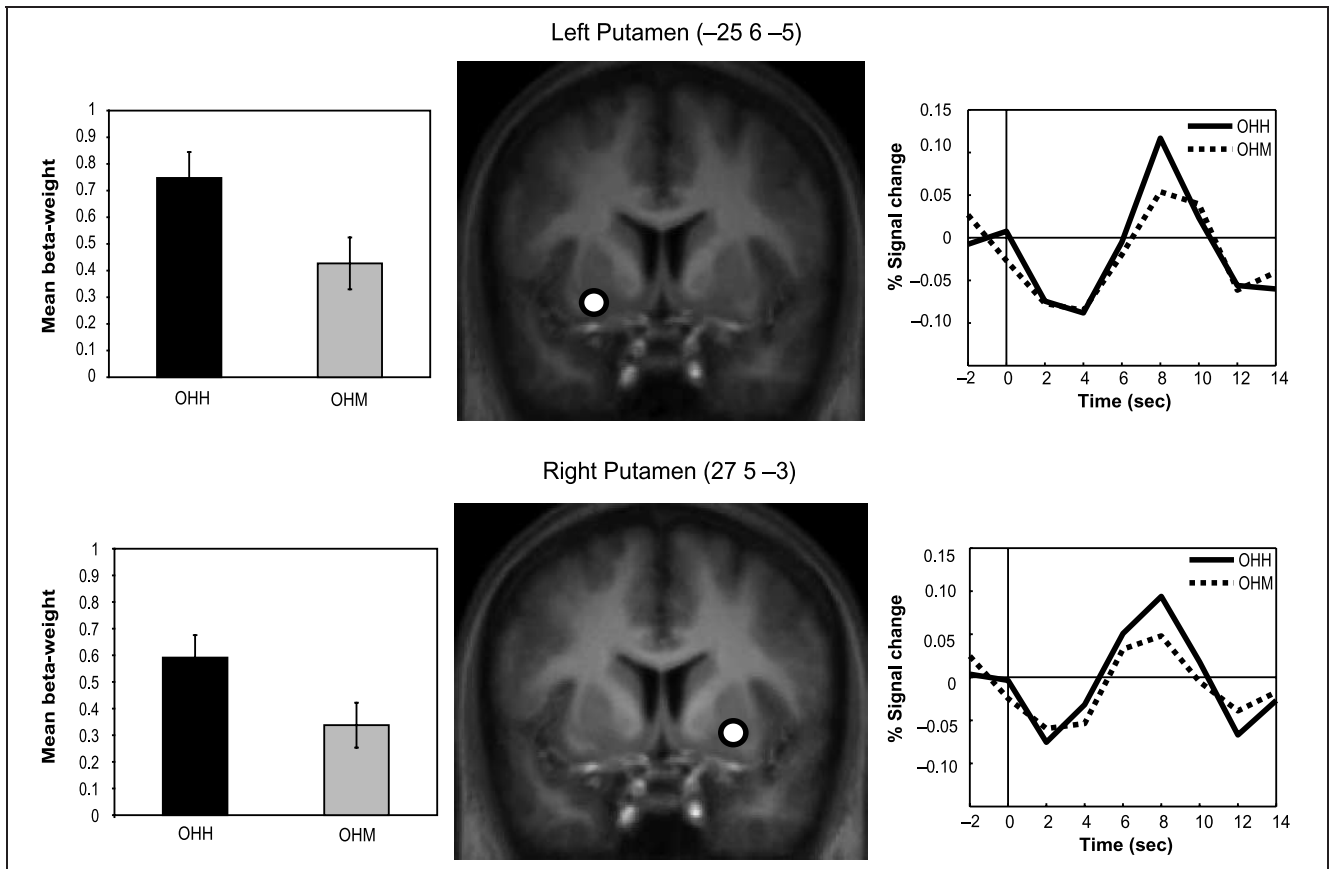 Left Putamen (–25 6 –5)
Mean beta-weight
1
0.9
0.8
0.7
0.6
0.5
0.4
0.3
0.2
0.1
0
OHH OHM
% Signal change
0.15
0.10
0.05
0
–0.05
–0.10
OHH
OHM
–2 0 2 4 6 8 10 12 14
Time (sec)
Right Putamen (27 5 –3)
Mean beta-weight
1
0.9
0.8
0.7
0.6
0.5
0.4
0.3
0.2
0.1
0
OHH OHM
% Signal change
0.15
0.10
0.05
0
–0.05
–0.10
OHH
OHM
–2 0 2 4 6 8 10 12 14
Time (sec)